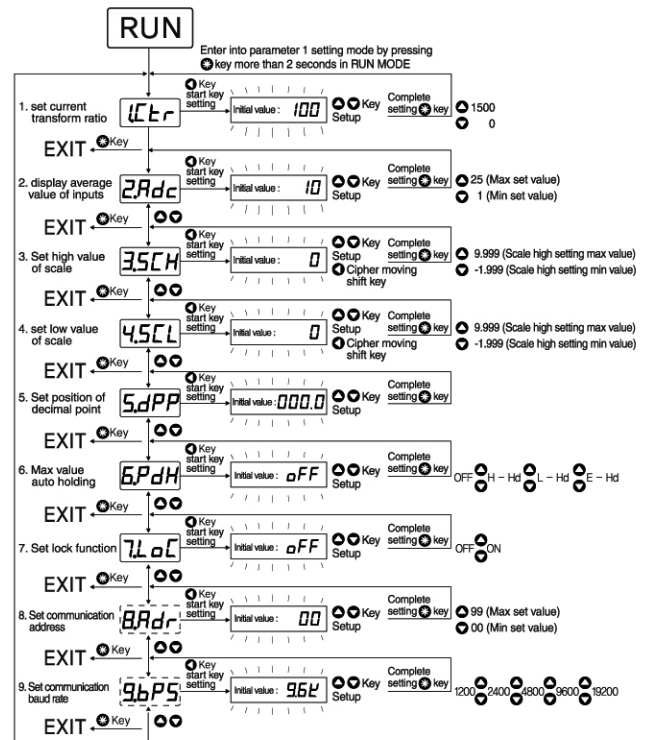 RUN
Enter into parameter 1 setting mode by pressing
key more than 2 seconds in RUN MODE
1. set current
transform ratio
1.Ctr
Key
start key
setting
Initial value : 100
Key
Setup
Complete
setting key
1500
0
EXIT Key
2. display average
value of inputs
2.Adc
Key
start key
setting
Initial value : 10
Key
Setup
Complete
setting key
25 (Max set value)
1 (Min set value)
EXIT Key
3. Set high value
of scale
3.SCH
Key
start key
setting
Initial value : 0
Key
Setup
Cipher moving
shift key
Complete
setting key
9.999 (Scale high setting max value)
-1.999 (Scale high setting min value)
EXIT Key
4. set low value
of scale
4.SCL
Key
start key
setting
Initial value : 0
Key
Setup
Cipher moving
shift key
Complete
setting key
9.999 (Scale high setting max value)
-1.999 (Scale high setting min value)
EXIT Key
5. Set position of
decimal point
5.dPP
Key
start key
setting
Initial value : 000.0
Key
Setup
Complete
setting key
EXIT Key
6. Max value
auto holding
6.PdH
Key
start key
setting
Initial value : oFF
Key
Setup
Complete
setting key
OFF H - Hd L - Hd E - Hd
EXIT Key
7. Set lock function
7.LoC
Key
start key
setting
Initial value : oFF
Key
Setup
Complete
setting key
OFF ON
EXIT Key
8. Set communication
address
8.Adr
Key
start key
setting
Initial value : 00
Key
Setup
Complete
setting key
99 (Max set value)
00 (Min set value)
EXIT Key
9. Set communication
baud rate
9.bPS
Key
start key
setting
Initial value : 9.6k
Key
Setup
Complete
setting key
1200 2400 4800 9600 19200
EXIT Key